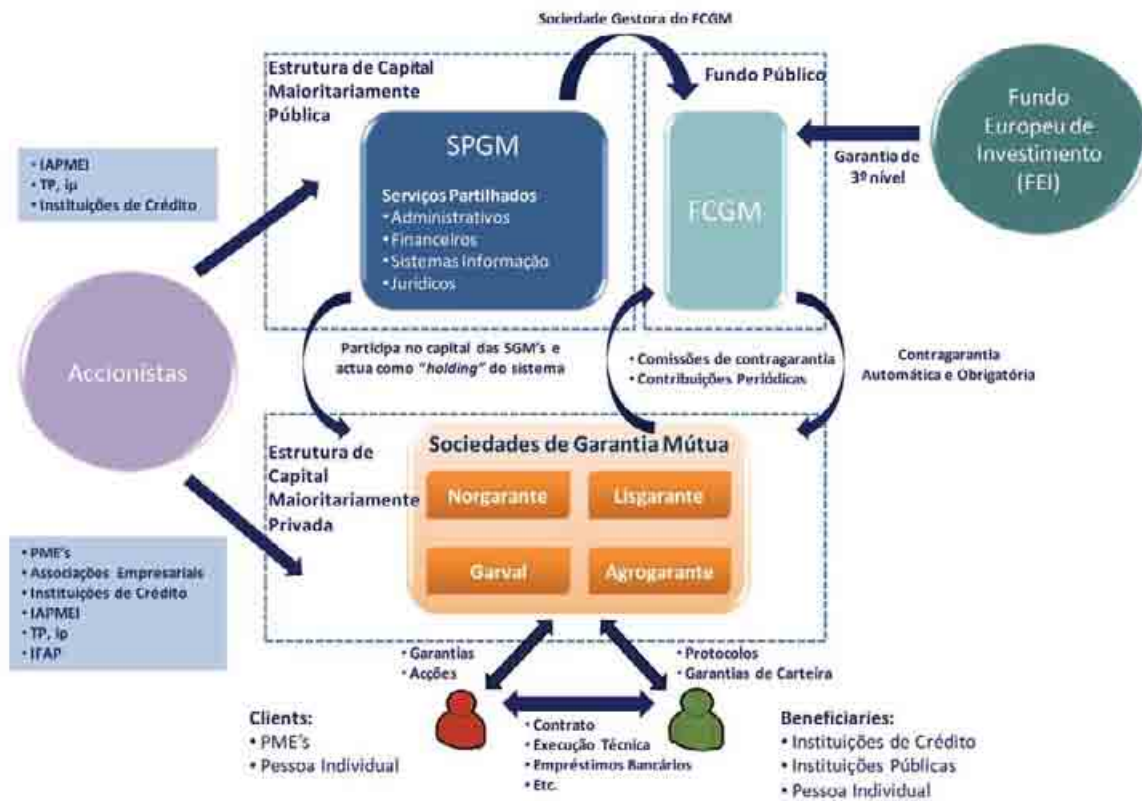 Sociedade Gestora do FCGM
Estrutura de Capital
Maioritariamente
Pública
Fundo Público
Fundo
Europeu de
Investimento
(FEI)
SPGM
Serviços Partilhados
• Administrativos
• Financeiros
• Sistemas Informação
• Jurídicos
FCGM
Garantia de
3º nível
• IAPMEI
• TP, ip
• Instituições de Crédito
Accionistas
Participa no capital das SGM's e
actua como "holding" do sistema
• Comissões de contragarantia
• Contribuições Periódicas
Contragarantia
Automática e Obrigatória
Estrutura de
Capital
Maioritariamente
Privada
Sociedades de Garantia Mútua
Norgarante
Lisgarante
Garval
Agrogarante
• PME's
• Associações Empresariais
• Instituições de Crédito
• IAPMEI
• TP, ip
• IFAP
• Garantias
• Acções
• Protocolos
• Garantias de Carteira
Clients:
• PME's
• Pessoa Individual
• Contrato
• Execução Técnica
• Empréstimos Bancários
• Etc.
Beneficiaries:
• Instituições de Crédito
• Instituições Públicas
• Pessoa Individual